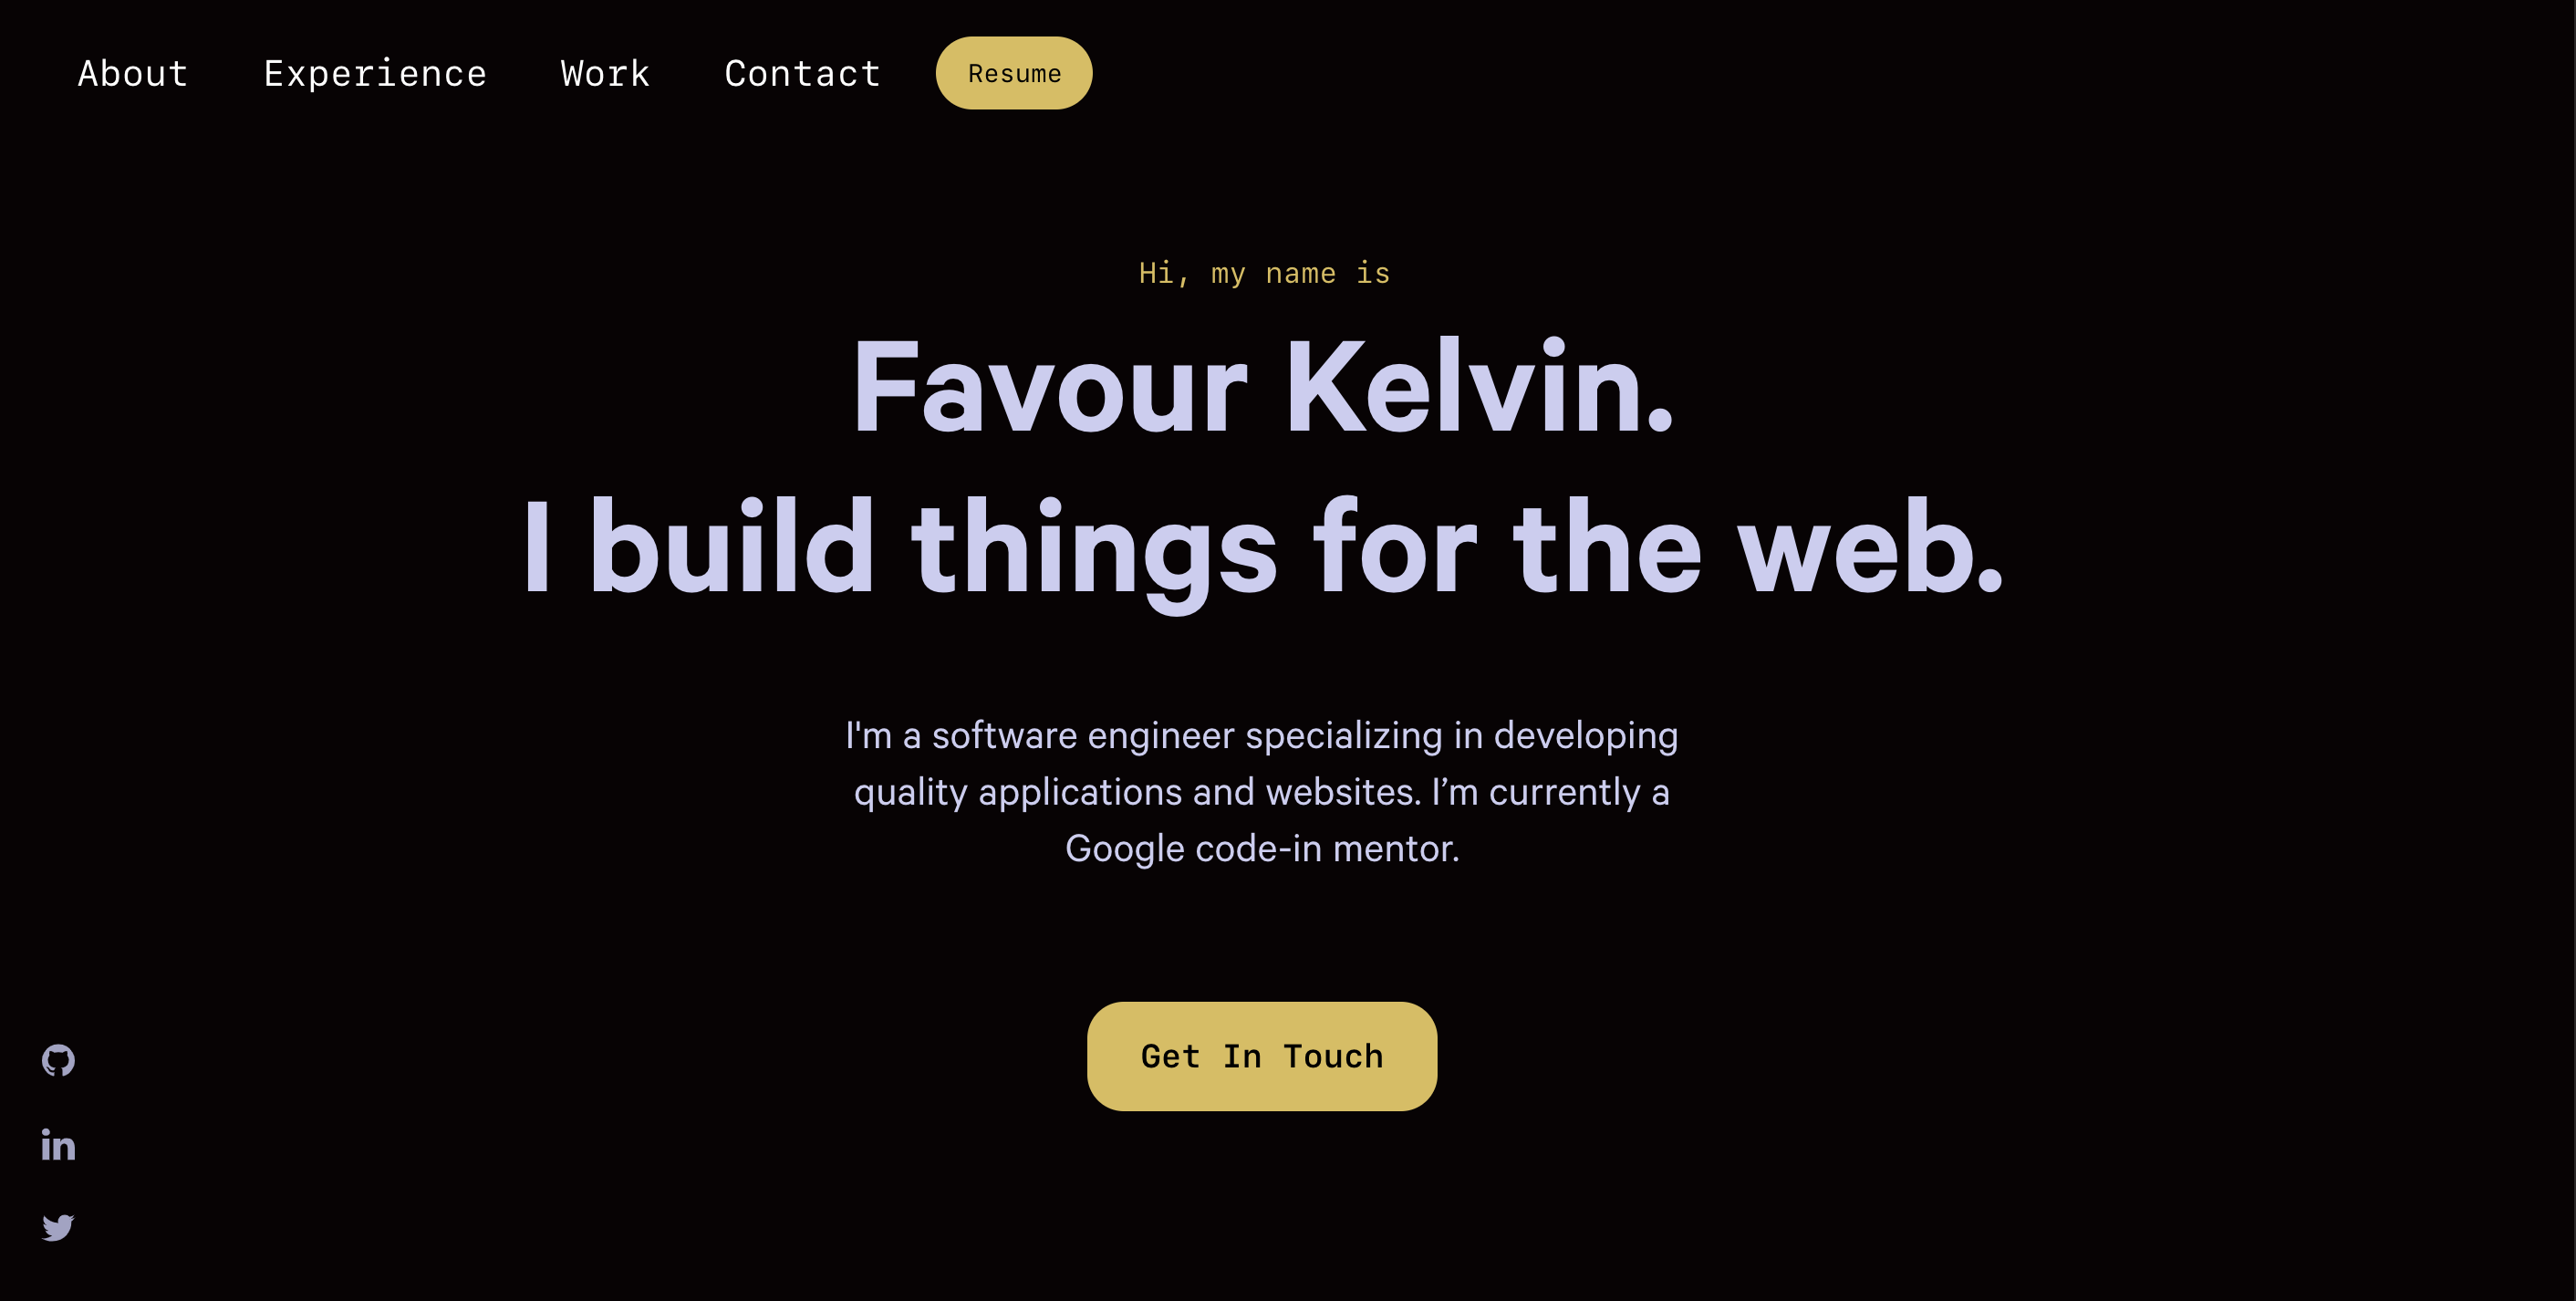 About Experience Work Contact Resume
Hi, my name is
Favour Kelvin.
I build things for the web.
I'm a software engineer specializing in developing
quality applications and websites. I’m currently a
Google code-in mentor.
Get In Touch
in